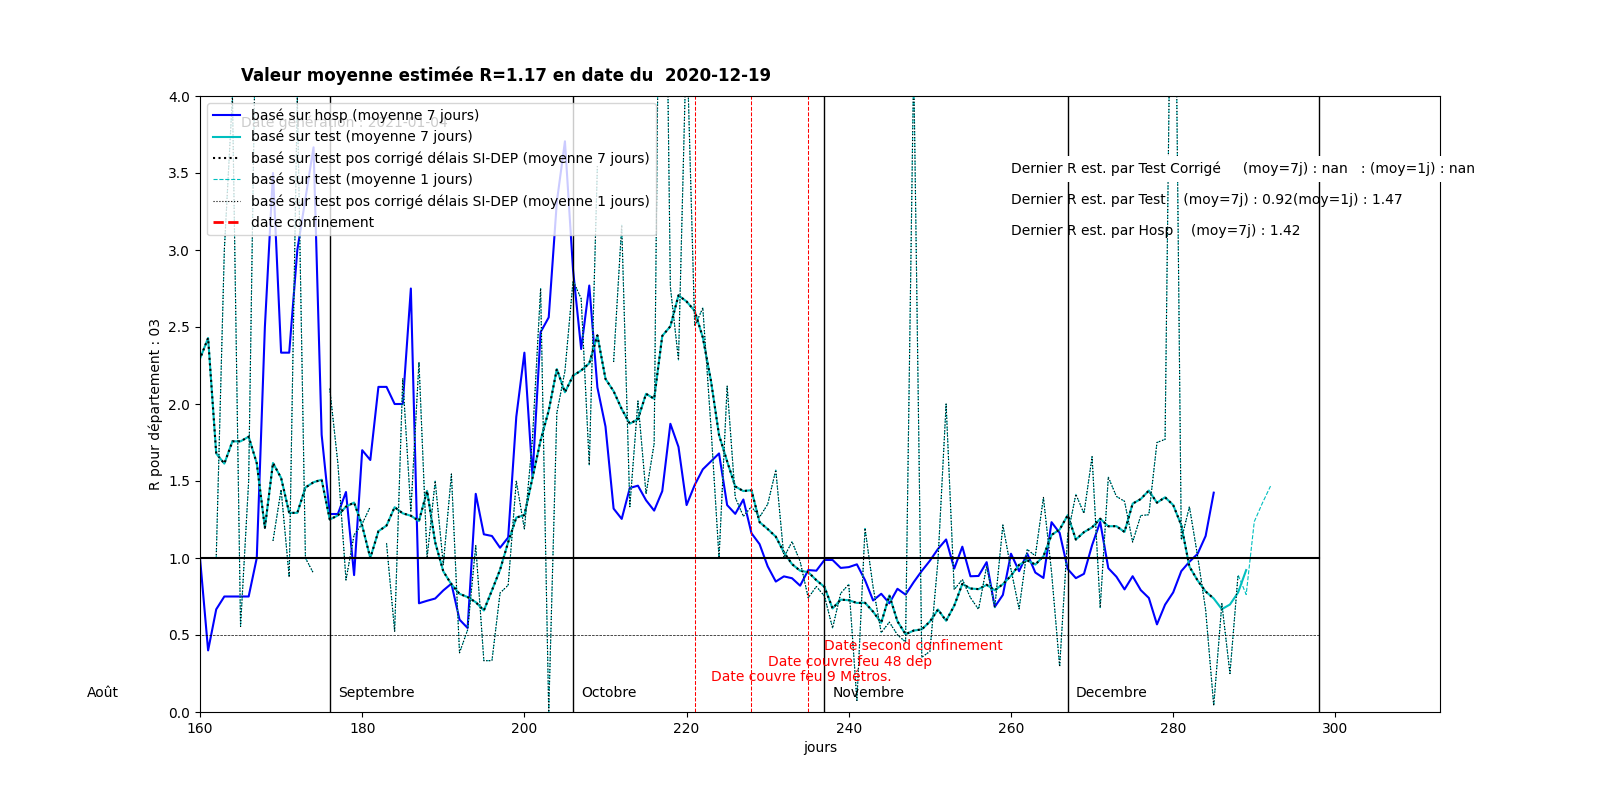 Valeur moyenne estimée R=1.17 en date du  2020-12-19
basé sur hosp (moyenne 7 jours)
Date génération : 2021-01-04
basé sur test (moyenne 7 jours)
basé sur test pos corrigé délais SI-DEP (moyenne 7 jours)
basé sur test (moyenne 1 jours)
basé sur test pos corrigé délais SI-DEP (moyenne 1 jours)
date confinement
Dernier R est. par Test Corrigé     (moy=7j) : nan   : (moy=1j) : nan
Dernier R est. par Test    (moy=7j) : 0.92(moy=1j) : 1.47
Dernier R est. par Hosp    (moy=7j) : 1.42
4.0
3.5
3.0
2.5
2.0
1.5
1.0
0.5
0.0
R pour département : 03
Date second confinement
Date couvre feu 48 dep
Date couvre feu 9 Métros.
Août
Septembre
Octobre
Novembre
Decembre
160
180
200
220
240
260
280
300
jours